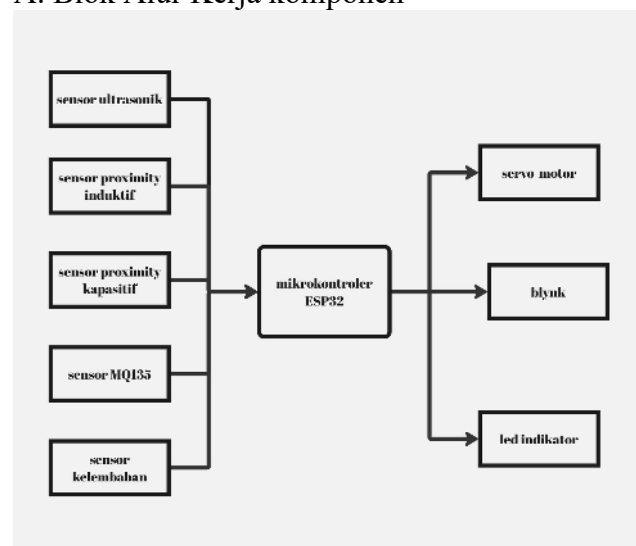 A. Blok Alur Kerja komponen
sensor ultrasonik
sensor proximity
induktif
sensor proximity
kapasitif
sensor MQ135
sensor
kelembahan
mikrokontroler
ESP32
servo motor
blynk
led indikator